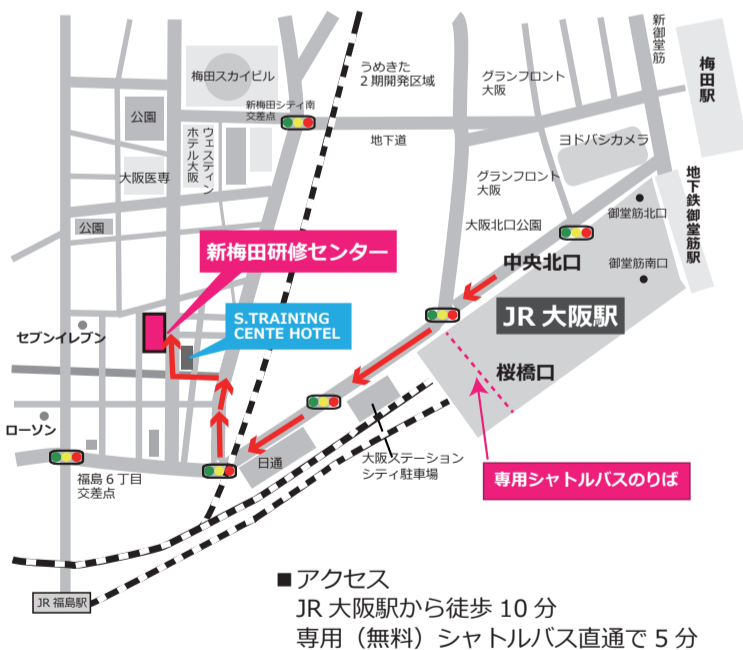 新御堂筋
梅田駅
うめきた
2期開発区域
グランフロント
大阪
梅田スカイビル
新梅田シティ南
交差点
公園
ウェスティン
ホテル大阪
地下道
ヨドバシカメラ
大阪医専
グランフロント
大阪
地下鉄御堂筋駅
御堂筋北口
公園
大阪北口公園
新梅田研修センター
中央北口
御堂筋南口
S.TRAINING
CENTE HOTEL
JR 大阪駅
セブンイレブン
桜橋口
ローソン
日通
大阪ステーション
シティ駐車場
専用シャトルバスのりば
福島6丁目
交差点
JR 福島駅
■ アクセス
JR 大阪駅から徒歩 10 分
専用（無料）シャトルバス直通で 5 分